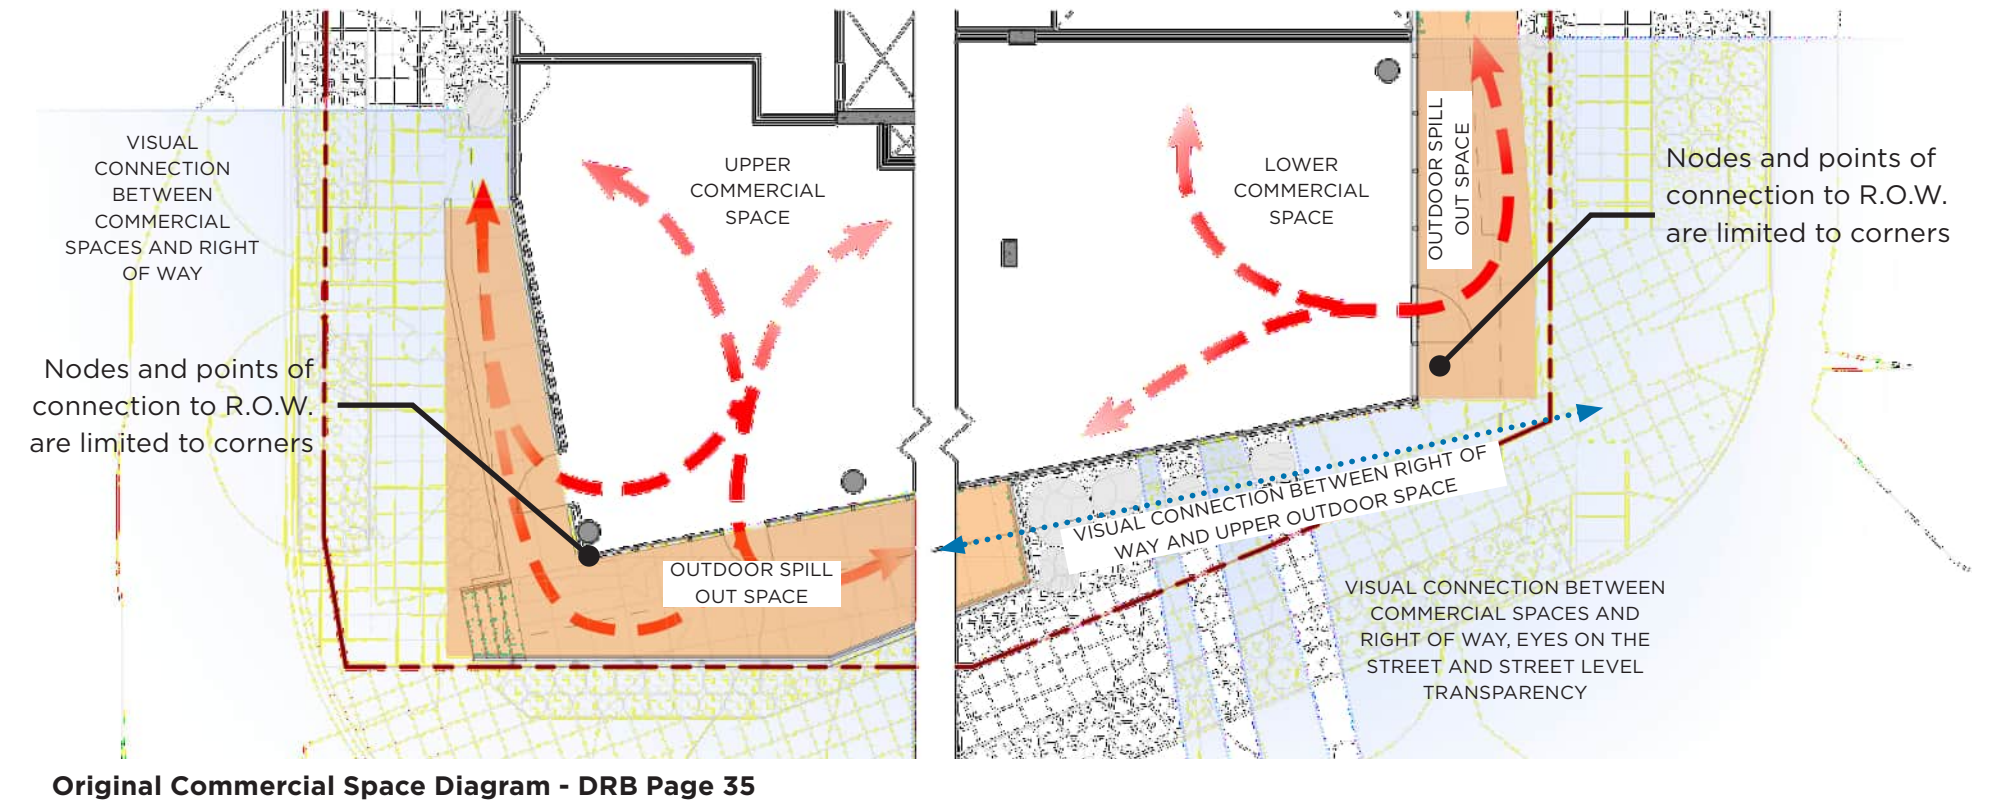 VISUAL
CONNECTION
BETWEEN
COMMERCIAL
SPACES AND RIGHT
OF WAY
Nodes and points of
connection to R.O.W.
are limited to corners
UPPER
COMMERCIAL
SPACE
OUTDOOR SPILL
OUT SPACE
LOWER
COMMERCIAL
SPACE
OUTDOOR SPILL
OUT SPACE
Nodes and points of
connection to R.O.W.
are limited to corners
VISUAL CONNECTION BETWEEN RIGHT OF
WAY AND UPPER OUTDOOR SPACE
VISUAL CONNECTION BETWEEN
COMMERCIAL SPACES AND
RIGHT OF WAY, EYES ON THE
STREET AND STREET LEVEL
TRANSPARENCY
Original Commercial Space Diagram - DRB Page 35